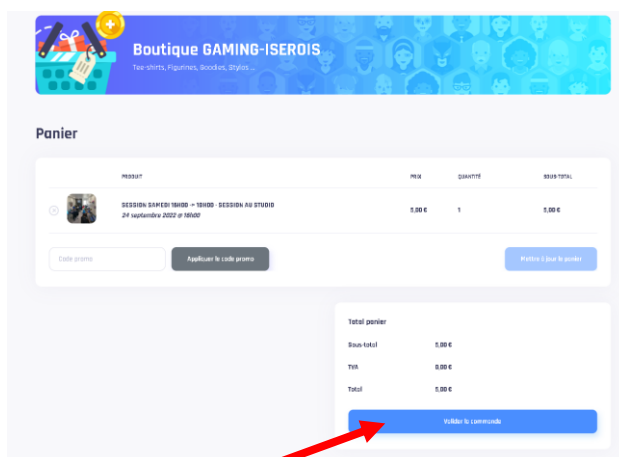 Boutique GAMING-ISEROIS
Tee-shirts, Figurines, Goodies, Stylos ...
Panier
PRODUIT PRIX QUANTITÉ SOUS-TOTAL
SESSION SAMEDI 16H00 -> 18H00 - SESSION AU STUDIO 5,00 € 1 5,00 €
24 septembre 2022 @ 16h00
Code promo Appliquer le code promo Mettre à jour le panier
Total panier
Sous-total 5,00 €
TVA 0,00 €
Total 5,00 €
Valider la commande